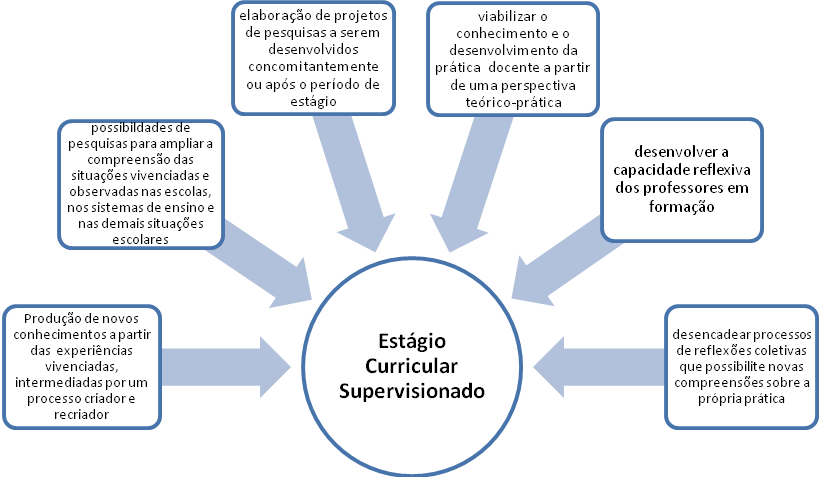 elaboração de projetos
de pesquisas a serem
desenvolvidos
concomitantemente
ou após o período de
estágio
viabilizar o
conhecimento e o
desenvolvimento da
prática docente a partir
de uma perspectiva
teórico-prática
possibildades de
pesquisas para ampliar a
compreensão das
situações vivenciadas e
observadas nas escolas,
nos sistemas de ensino e
nas demais situações
escolares
desenvolver a
capacidade reflexiva
dos professores em
formação
Produção de novos
conhecimentos a partir
das experiências
vivenciadas,
intermediadas por um
processo criador e
recriador
Estágio
Curricular
Supervisionado
desencadear processos
de reflexões coletivas
que possibilite novas
compreensões sobre a
própria prática